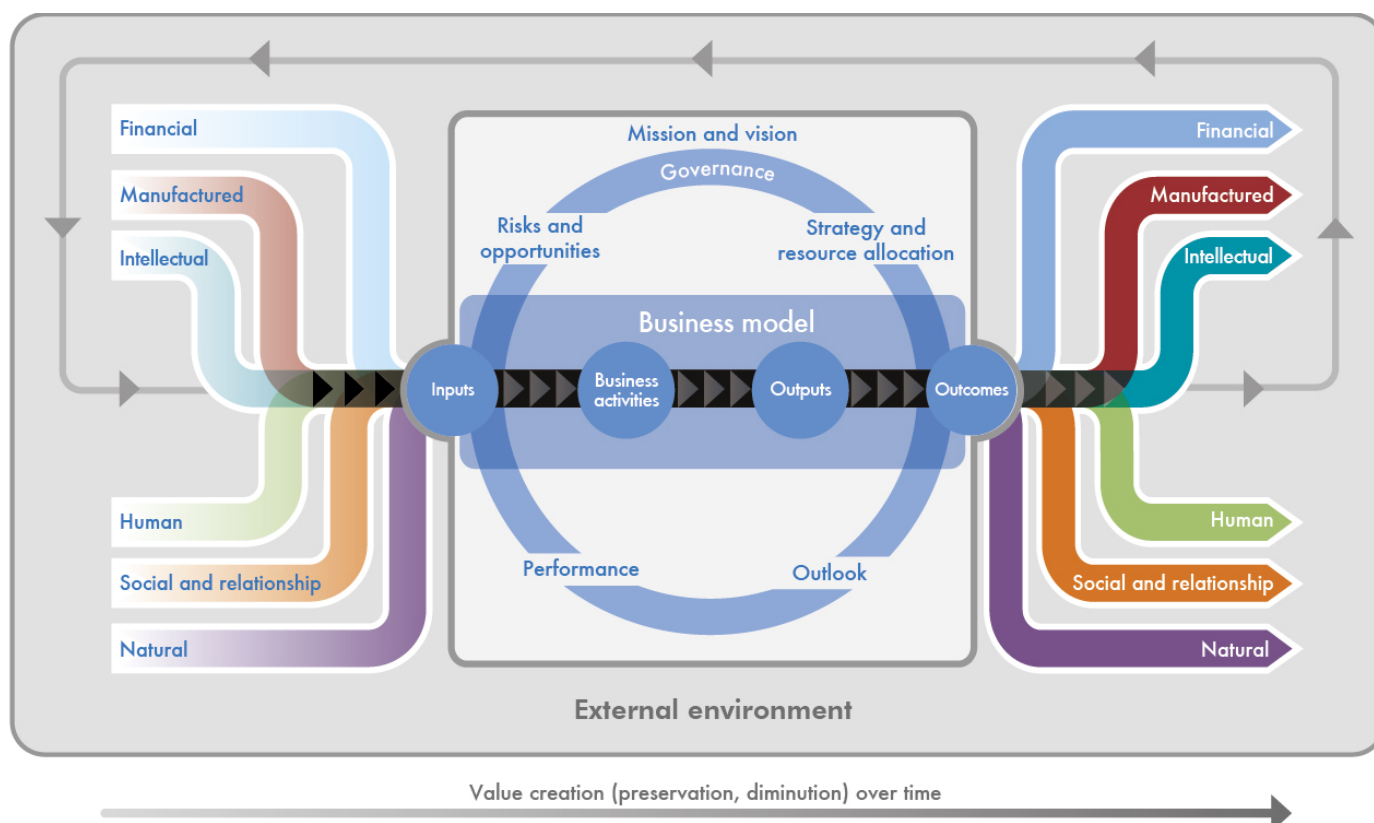 Financial
Manufactured
Intellectual
Human
Social and relationship
Natural
Mission and vision
Governance
Risks and
opportunities
Strategy and
resource allocation
Business model
Inputs
Business
activities
Outputs
Outcomes
Performance
Outlook
Financial
Manufactured
Intellectual
Human
Social and relationship
Natural
External environment
Value creation (preservation, diminution) over time